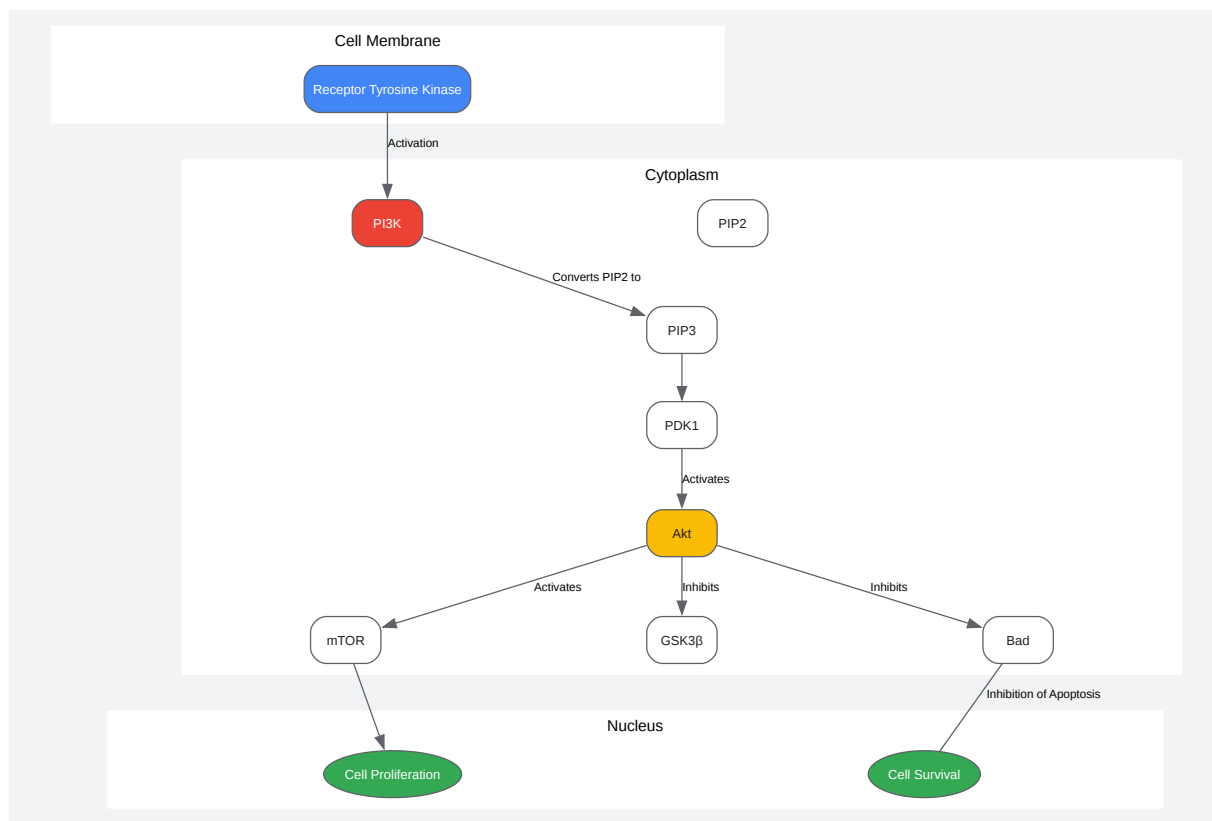 Cell Membrane
Receptor Tyrosine Kinase
Activation
Cytoplasm
PI3K
PIP2
Converts PIP2 to
PIP3
PDK1
Activates
Akt
Activates
Inhibits
Inhibits
mTOR
GSK3β
Bad
Inhibition of Apoptosis
Nucleus
Cell Proliferation
Cell Survival